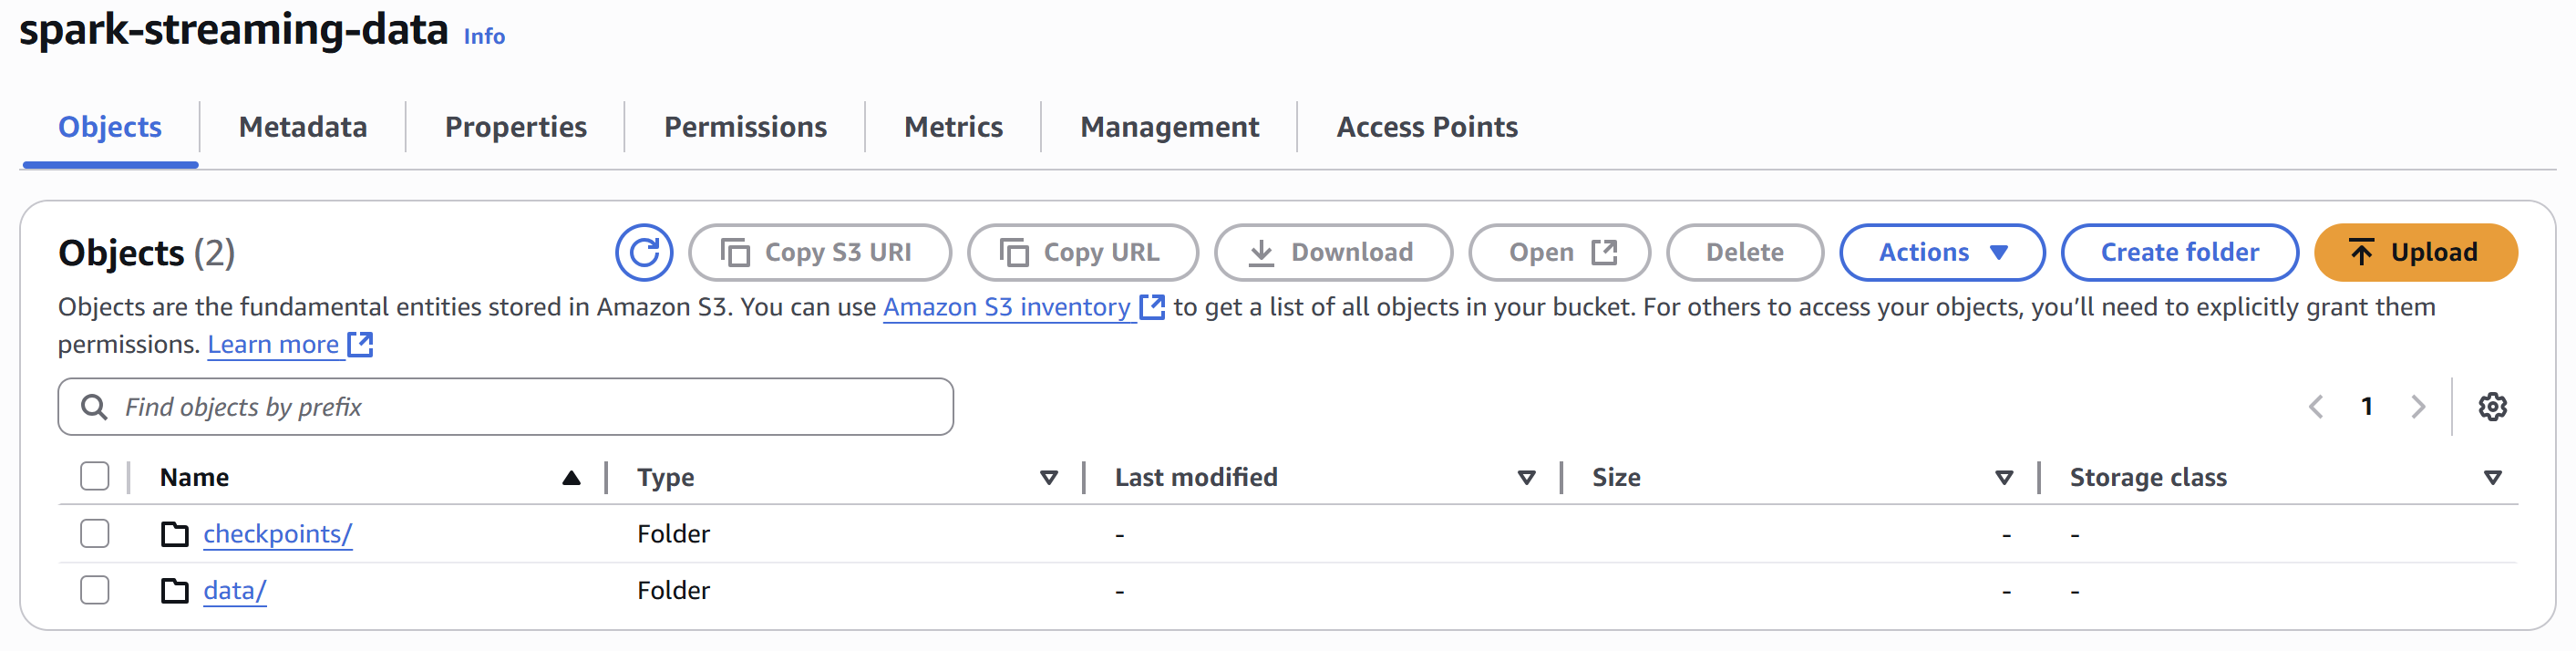 spark-streaming-data Info
Objects Metadata Properties Permissions Metrics Management Access Points
Objects (2) Copy S3 URI Copy URL Download Open Delete Actions Create folder Upload
Objects are the fundamental entities stored in Amazon S3. You can use Amazon S3 inventory to get a list of all objects in your bucket. For others to access your objects, you’ll need to explicitly grant them
permissions. Learn more
Find objects by prefix 1
Name Type Last modified Size Storage class
checkpoints/ Folder - - -
data/ Folder - - -